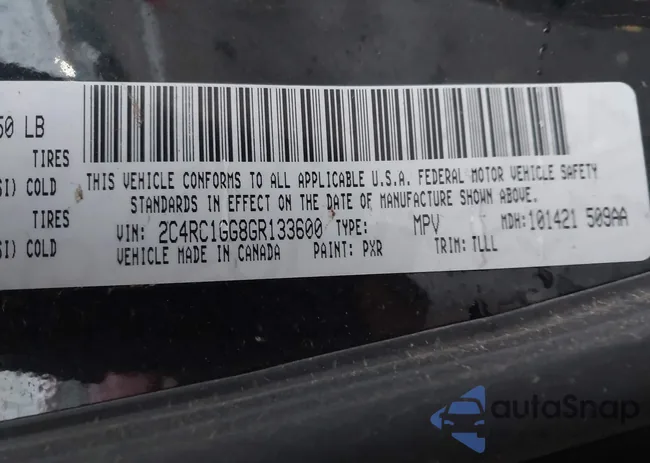 50 LB
TIRES
SI) COLD
TIRES
SI) COLD
THIS VEHICLE CONFORMS TO ALL APPLICABLE U.S.A. FEDERAL MOTOR VEHICLE SAFETY
STANDARDS IN EFFECT ON THE DATE OF MANUFACTURE SHOWN ABOVE.
VIN: 2C4RC1GG8GR133600 TYPE: MPV MDH: 101421 509AA
VEHICLE MADE IN CANADA PAINT: PXR TRIM: TLLL
autaSnap